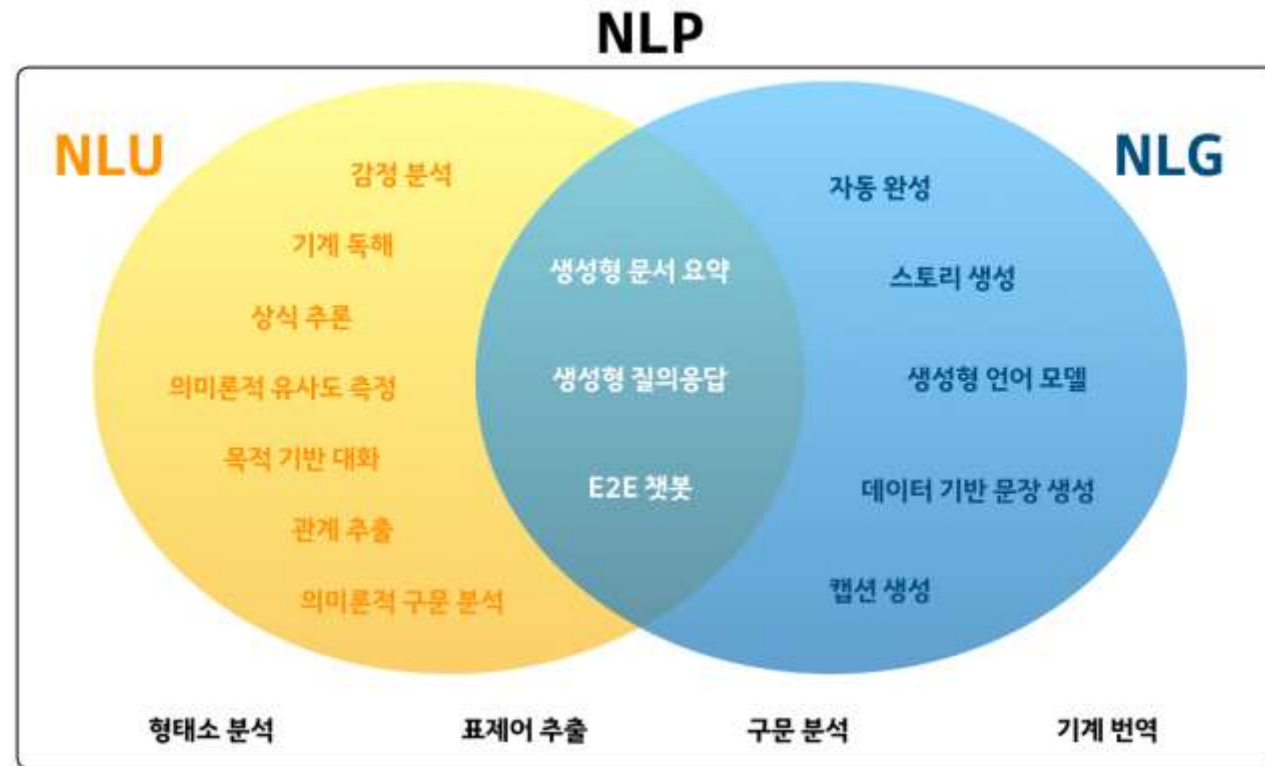 NLP
NLU
NLG
감정 분석
기계 독해
상식 추론
의미론적 유사도 측정
목적 기반 대화
관계 추출
의미론적 구문 분석
생성형 문서 요약
생성형 질의응답
E2E 챗봇
자동 완성
스토리 생성
생성형 언어 모델
데이터 기반 문장 생성
캡션 생성
형태소 분석
표제어 추출
구문 분석
기계 번역